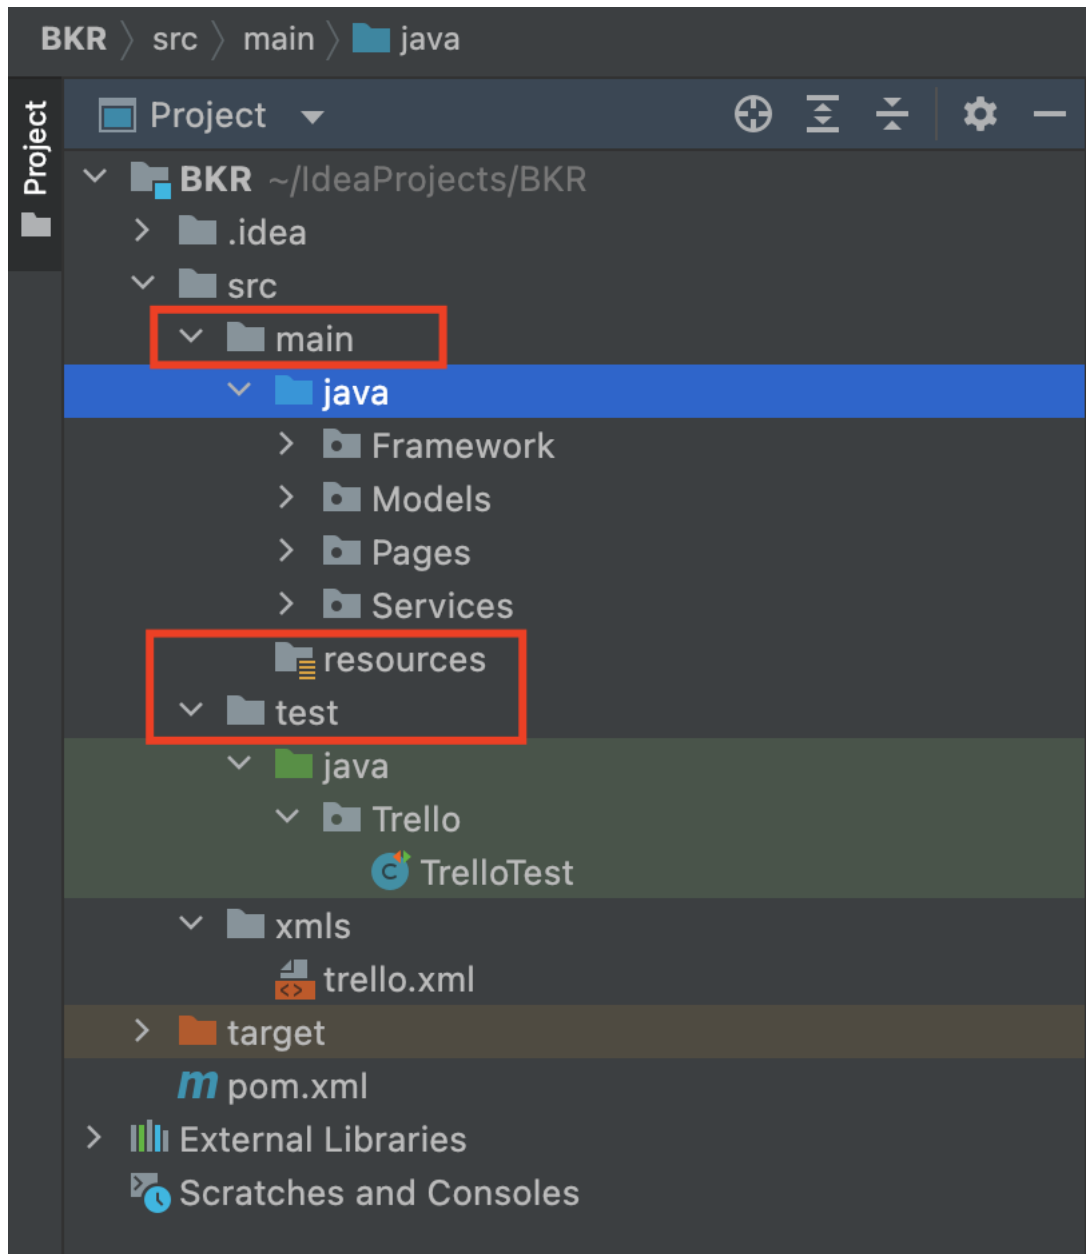 BKR src main java
Project
Project
BKR ~/IdeaProjects/BKR
.idea
src
main
java
Framework
Models
Pages
Services
resources
test
java
Trello
C TrelloTest
xmls
<> trello.xml
target
m pom.xml
External Libraries
Scratches and Consoles